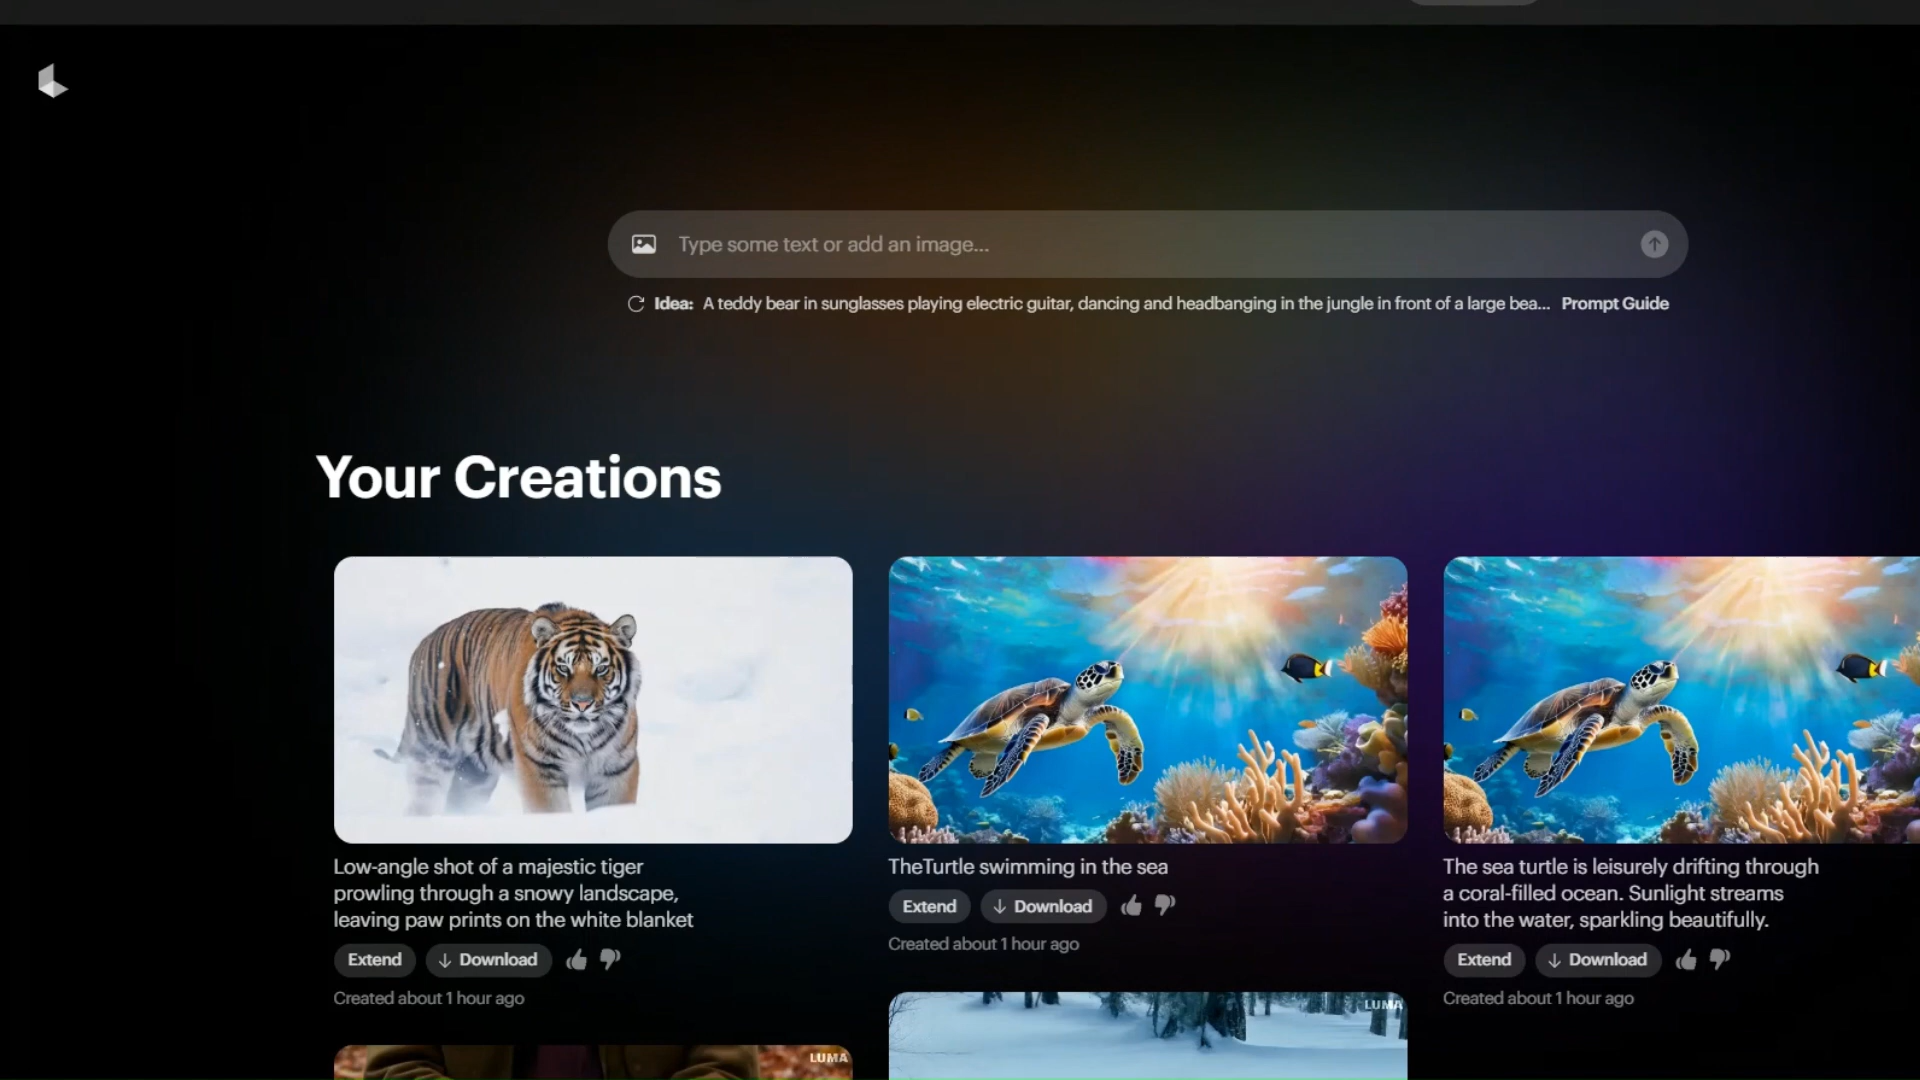 Type some text or add an image...
Idea: A teddy bear in sunglasses playing electric guitar, dancing and headbanging in the jungle in front of a large bea... Prompt Guide
Your Creations
Low-angle shot of a majestic tiger
prowling through a snowy landscape,
leaving paw prints on the white blanket
Extend Download
Created about 1 hour ago
TheTurtle swimming in the sea
Extend Download
Created about 1 hour ago
The sea turtle is leisurely drifting through
a coral-filled ocean. Sunlight streams
into the water, sparkling beautifully.
Extend Download
Created about 1 hour ago
LUMA
LUMA